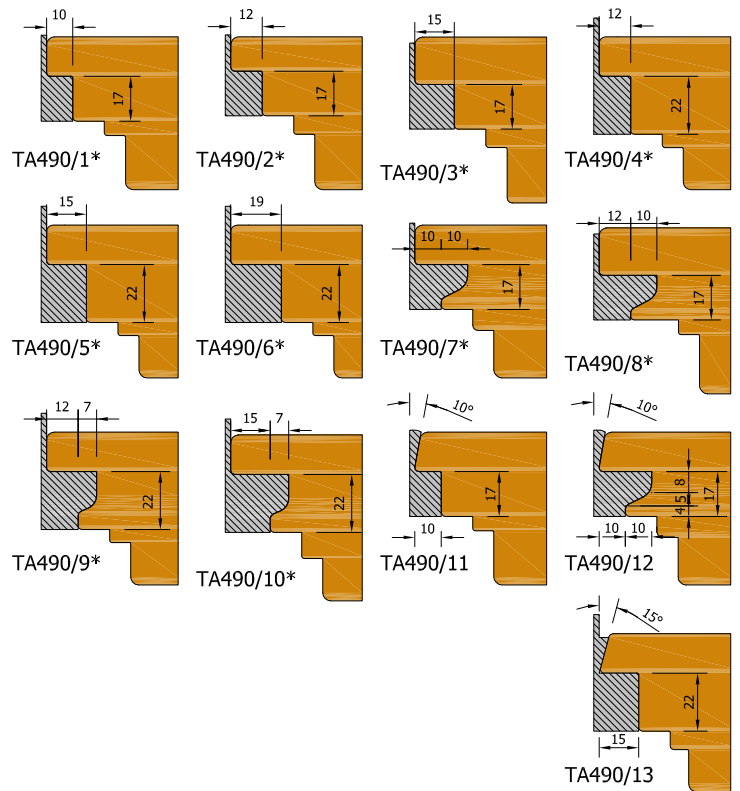 10
17
TA490/1*
12
17
TA490/2*
15
17
TA490/3*
12
22
TA490/4*
15
22
TA490/5*
19
22
TA490/6*
10 10
17
TA490/7*
12 10
17
TA490/8*
12 7
22
TA490/9*
15 7
22
TA490/10*
10°
17
10
TA490/11
10°
8
5
4
17
10 10
TA490/12
15°
22
15
TA490/13